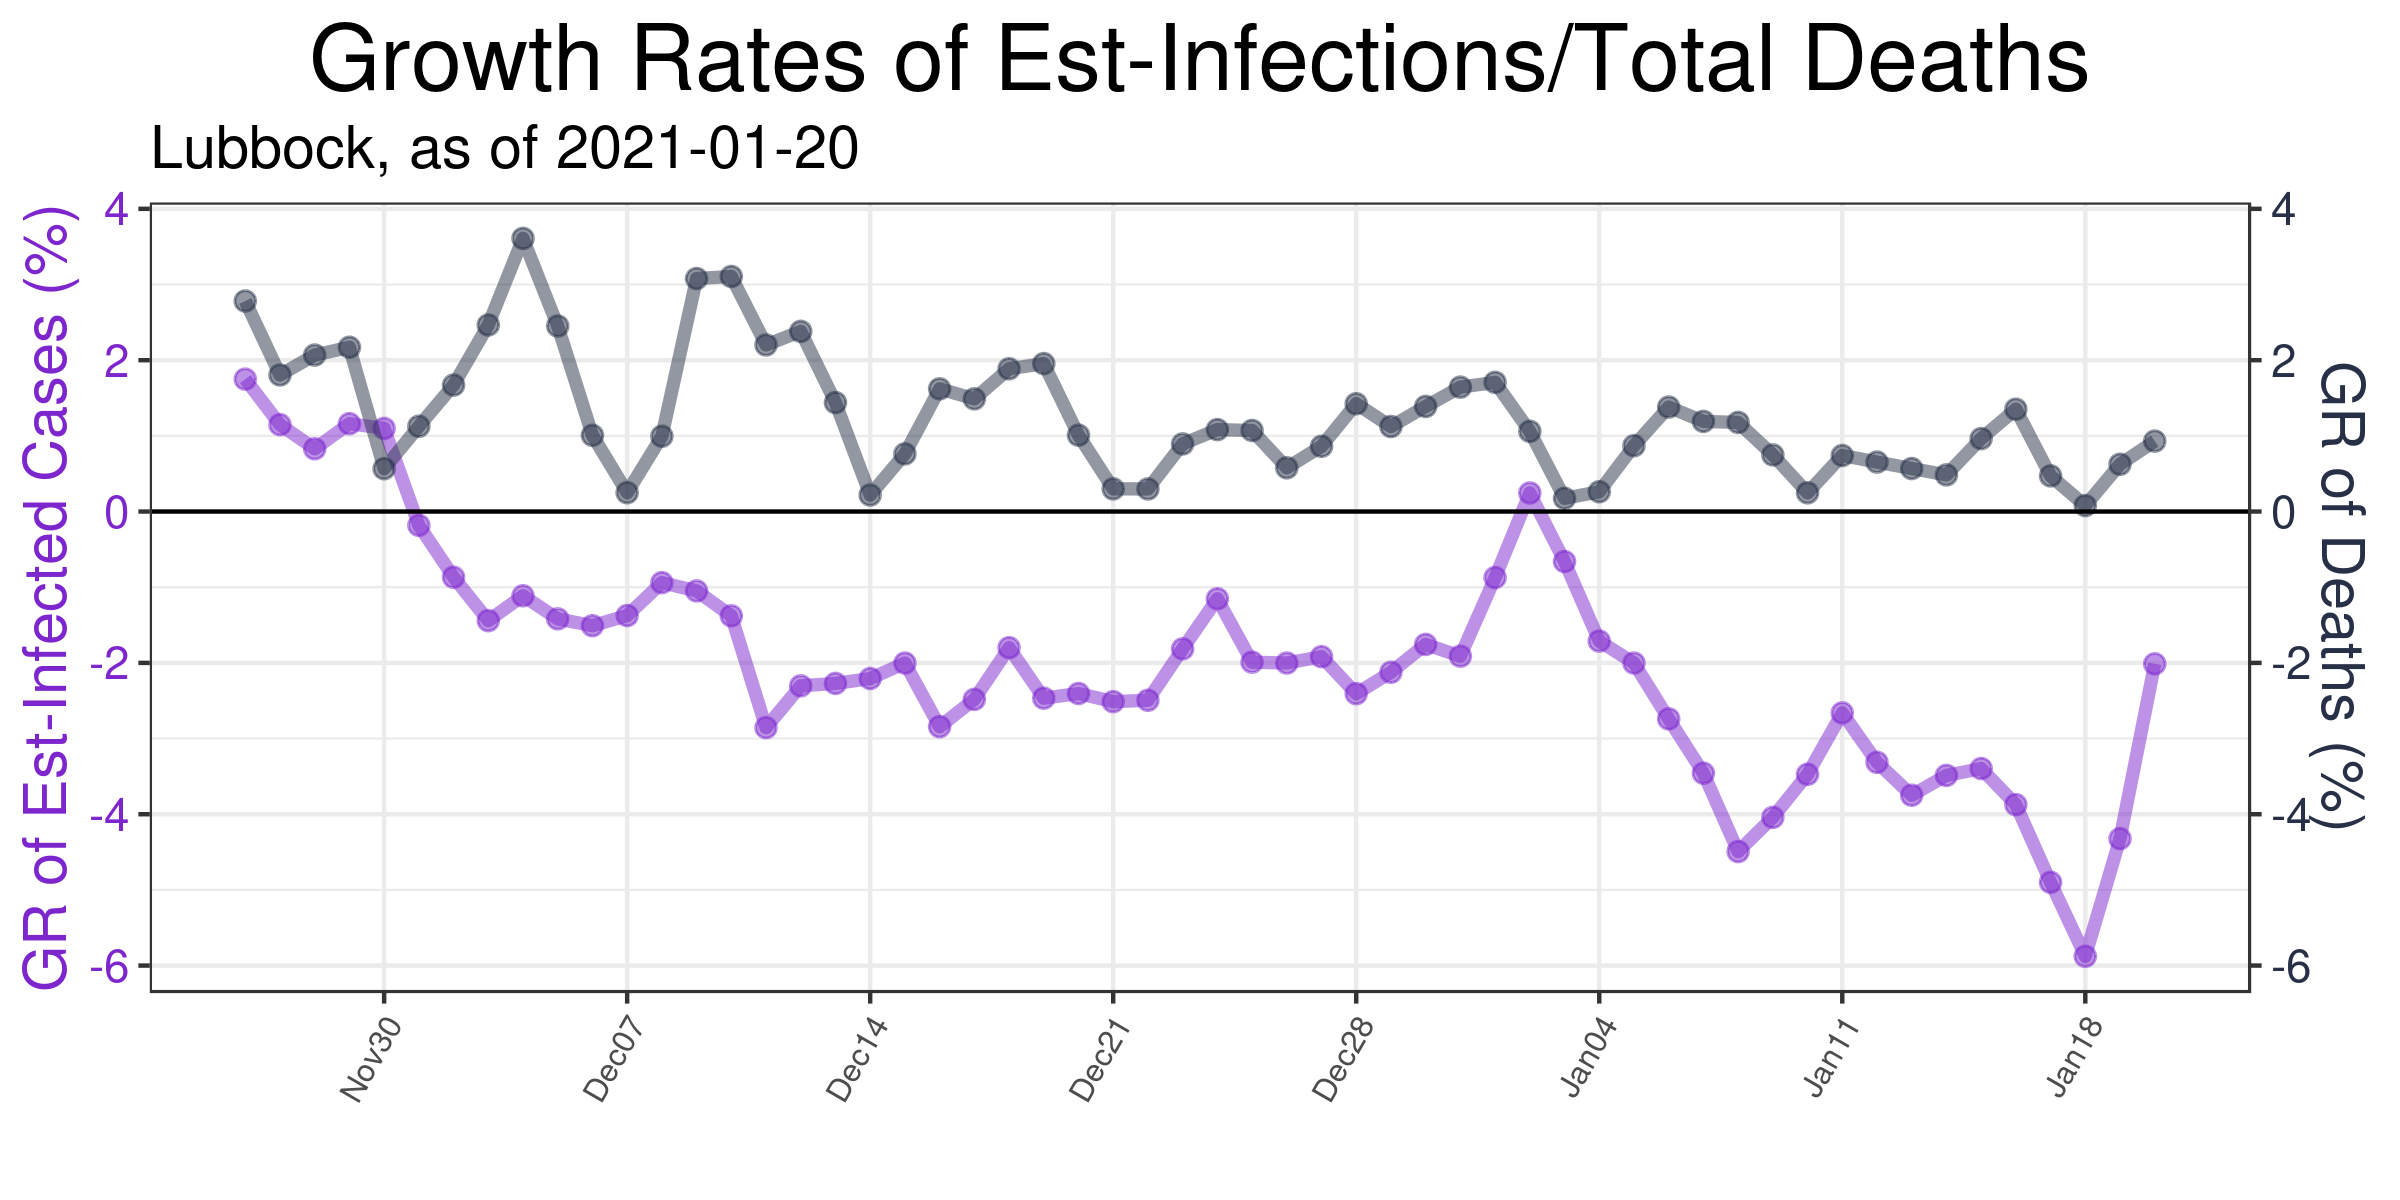 Growth Rates of Est-Infections/Total Deaths
Lubbock, as of 2021-01-20
GR of Est-Infected Cases (%)
4
2
0
-2
-4
-6
4
2
0
-2
-4
-6
GR of Deaths (%)
Nov30
Dec07
Dec14
Dec21
Dec28
Jan04
Jan11
Jan18